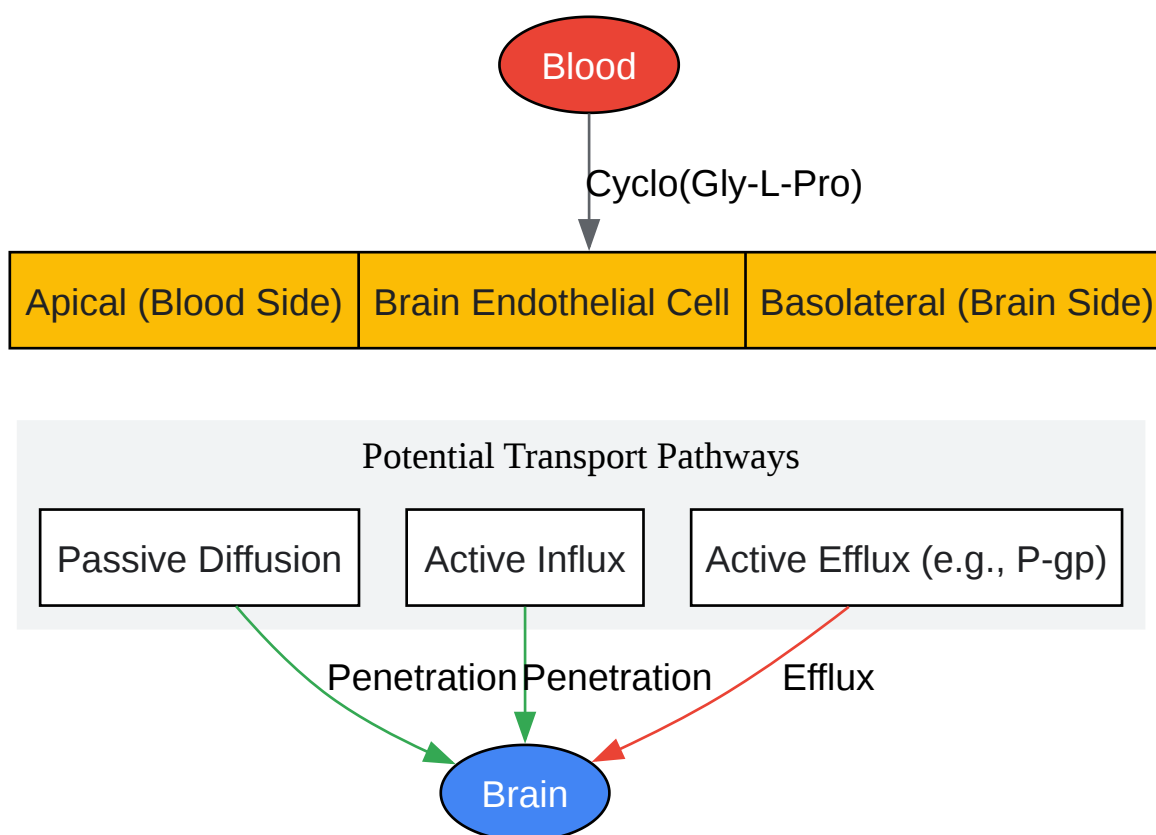 Blood
Cyclo(Gly-L-Pro)
Apical (Blood Side)
Brain Endothelial Cell
Basolateral (Brain Side)
Potential Transport Pathways
Passive Diffusion
Active Influx
Active Efflux (e.g., P-gp)
Penetration
Penetration
Efflux
Brain